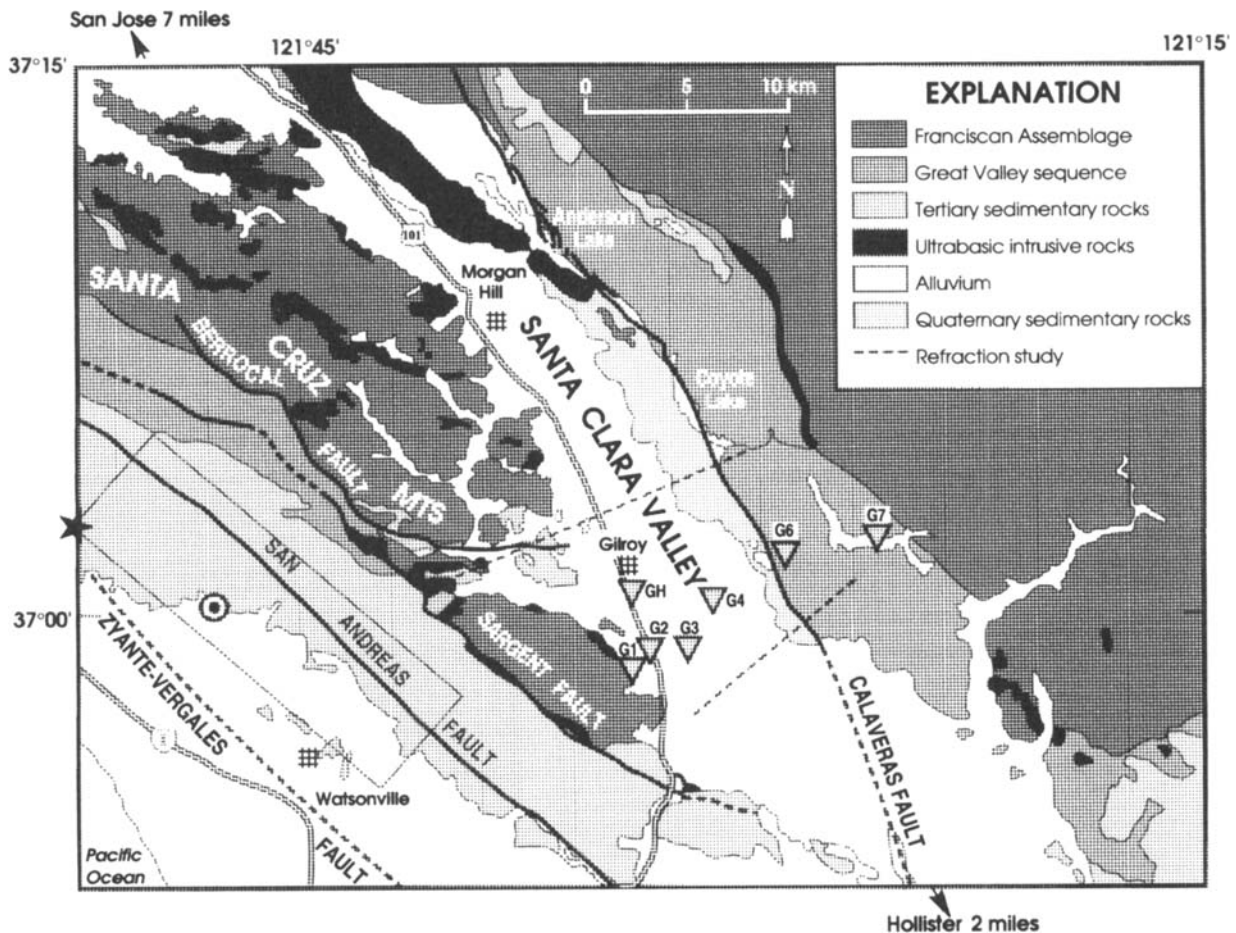 San Jose 7 miles
121°45'
121°15'
37°15'
0 5 10 km
N
EXPLANATION
Franciscan Assemblage
Great Valley sequence
Tertiary sedimentary rocks
Ultrabasic intrusive rocks
Alluvium
Quaternary sedimentary rocks
Refraction study
Anderson
Lake
101
Morgan
Hill
SANTA
CRUZ
MTS
BERROCAL
FAULT
SANTA CLARA VALLEY
Coyote
Lake
G6
G7
Gilroy
GH
G4
G2
G3
G1
37°00'
SAN
ANDREAS
FAULT
SARGENT FAULT
ZYANTE-VERGALES
FAULT
1
CALAVERAS FAULT
Watsonville
Pacific
Ocean
Hollister 2 miles